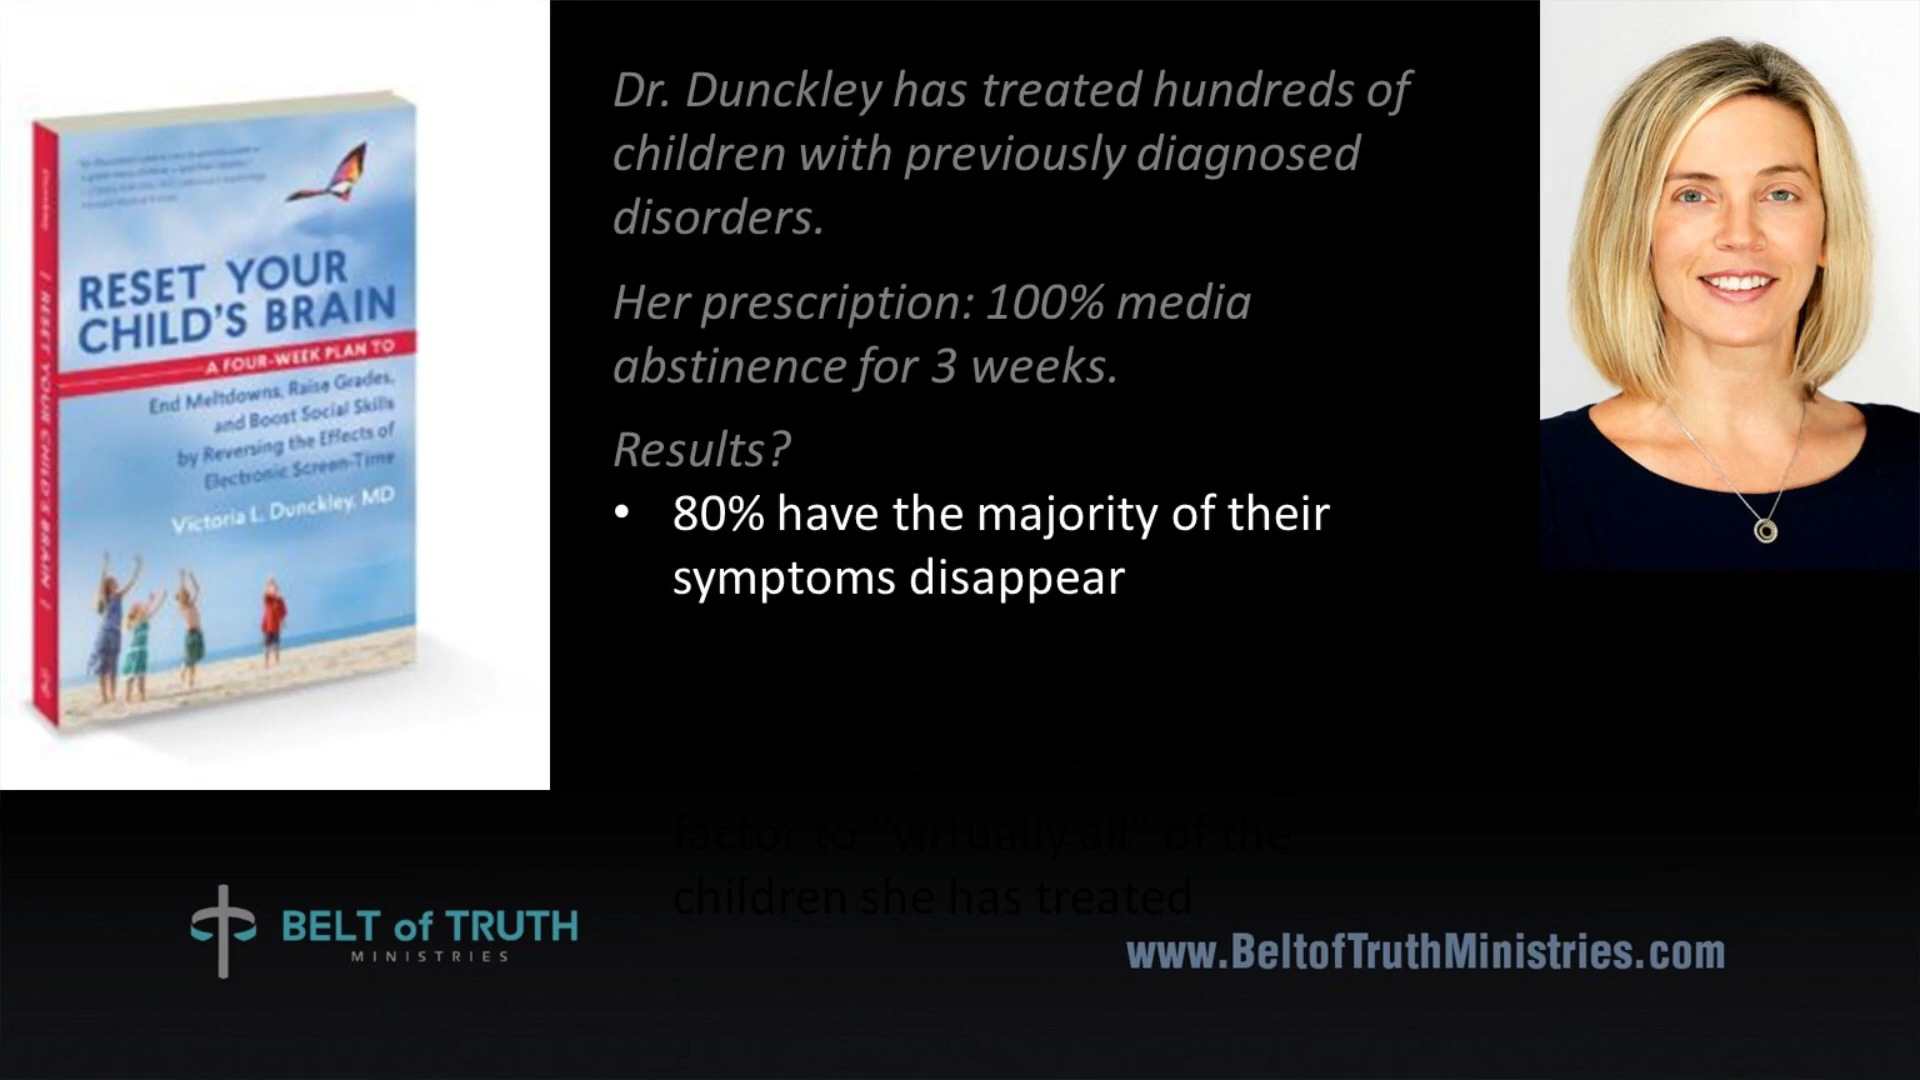 RESET YOUR
CHILD'S BRAIN
A FOUR-WEEK PLAN TO
End Meltdowns, Raise Grades,
and Boost Social Skills
by Reversing the Effects of
Electronic Screen-Time
Victoria L. Dunckley, MD
Dunckley
RESET YOUR CHILD'S BRAIN
Dr. Dunckley has treated hundreds of
children with previously diagnosed
disorders.
Her prescription: 100% media
abstinence for 3 weeks.
Results?
• 80% have the majority of their
symptoms disappear
factor to “virtually all” of the
children she has treated
BELT of TRUTH
MINISTRIES
www.BeltofTruthMinistries.com